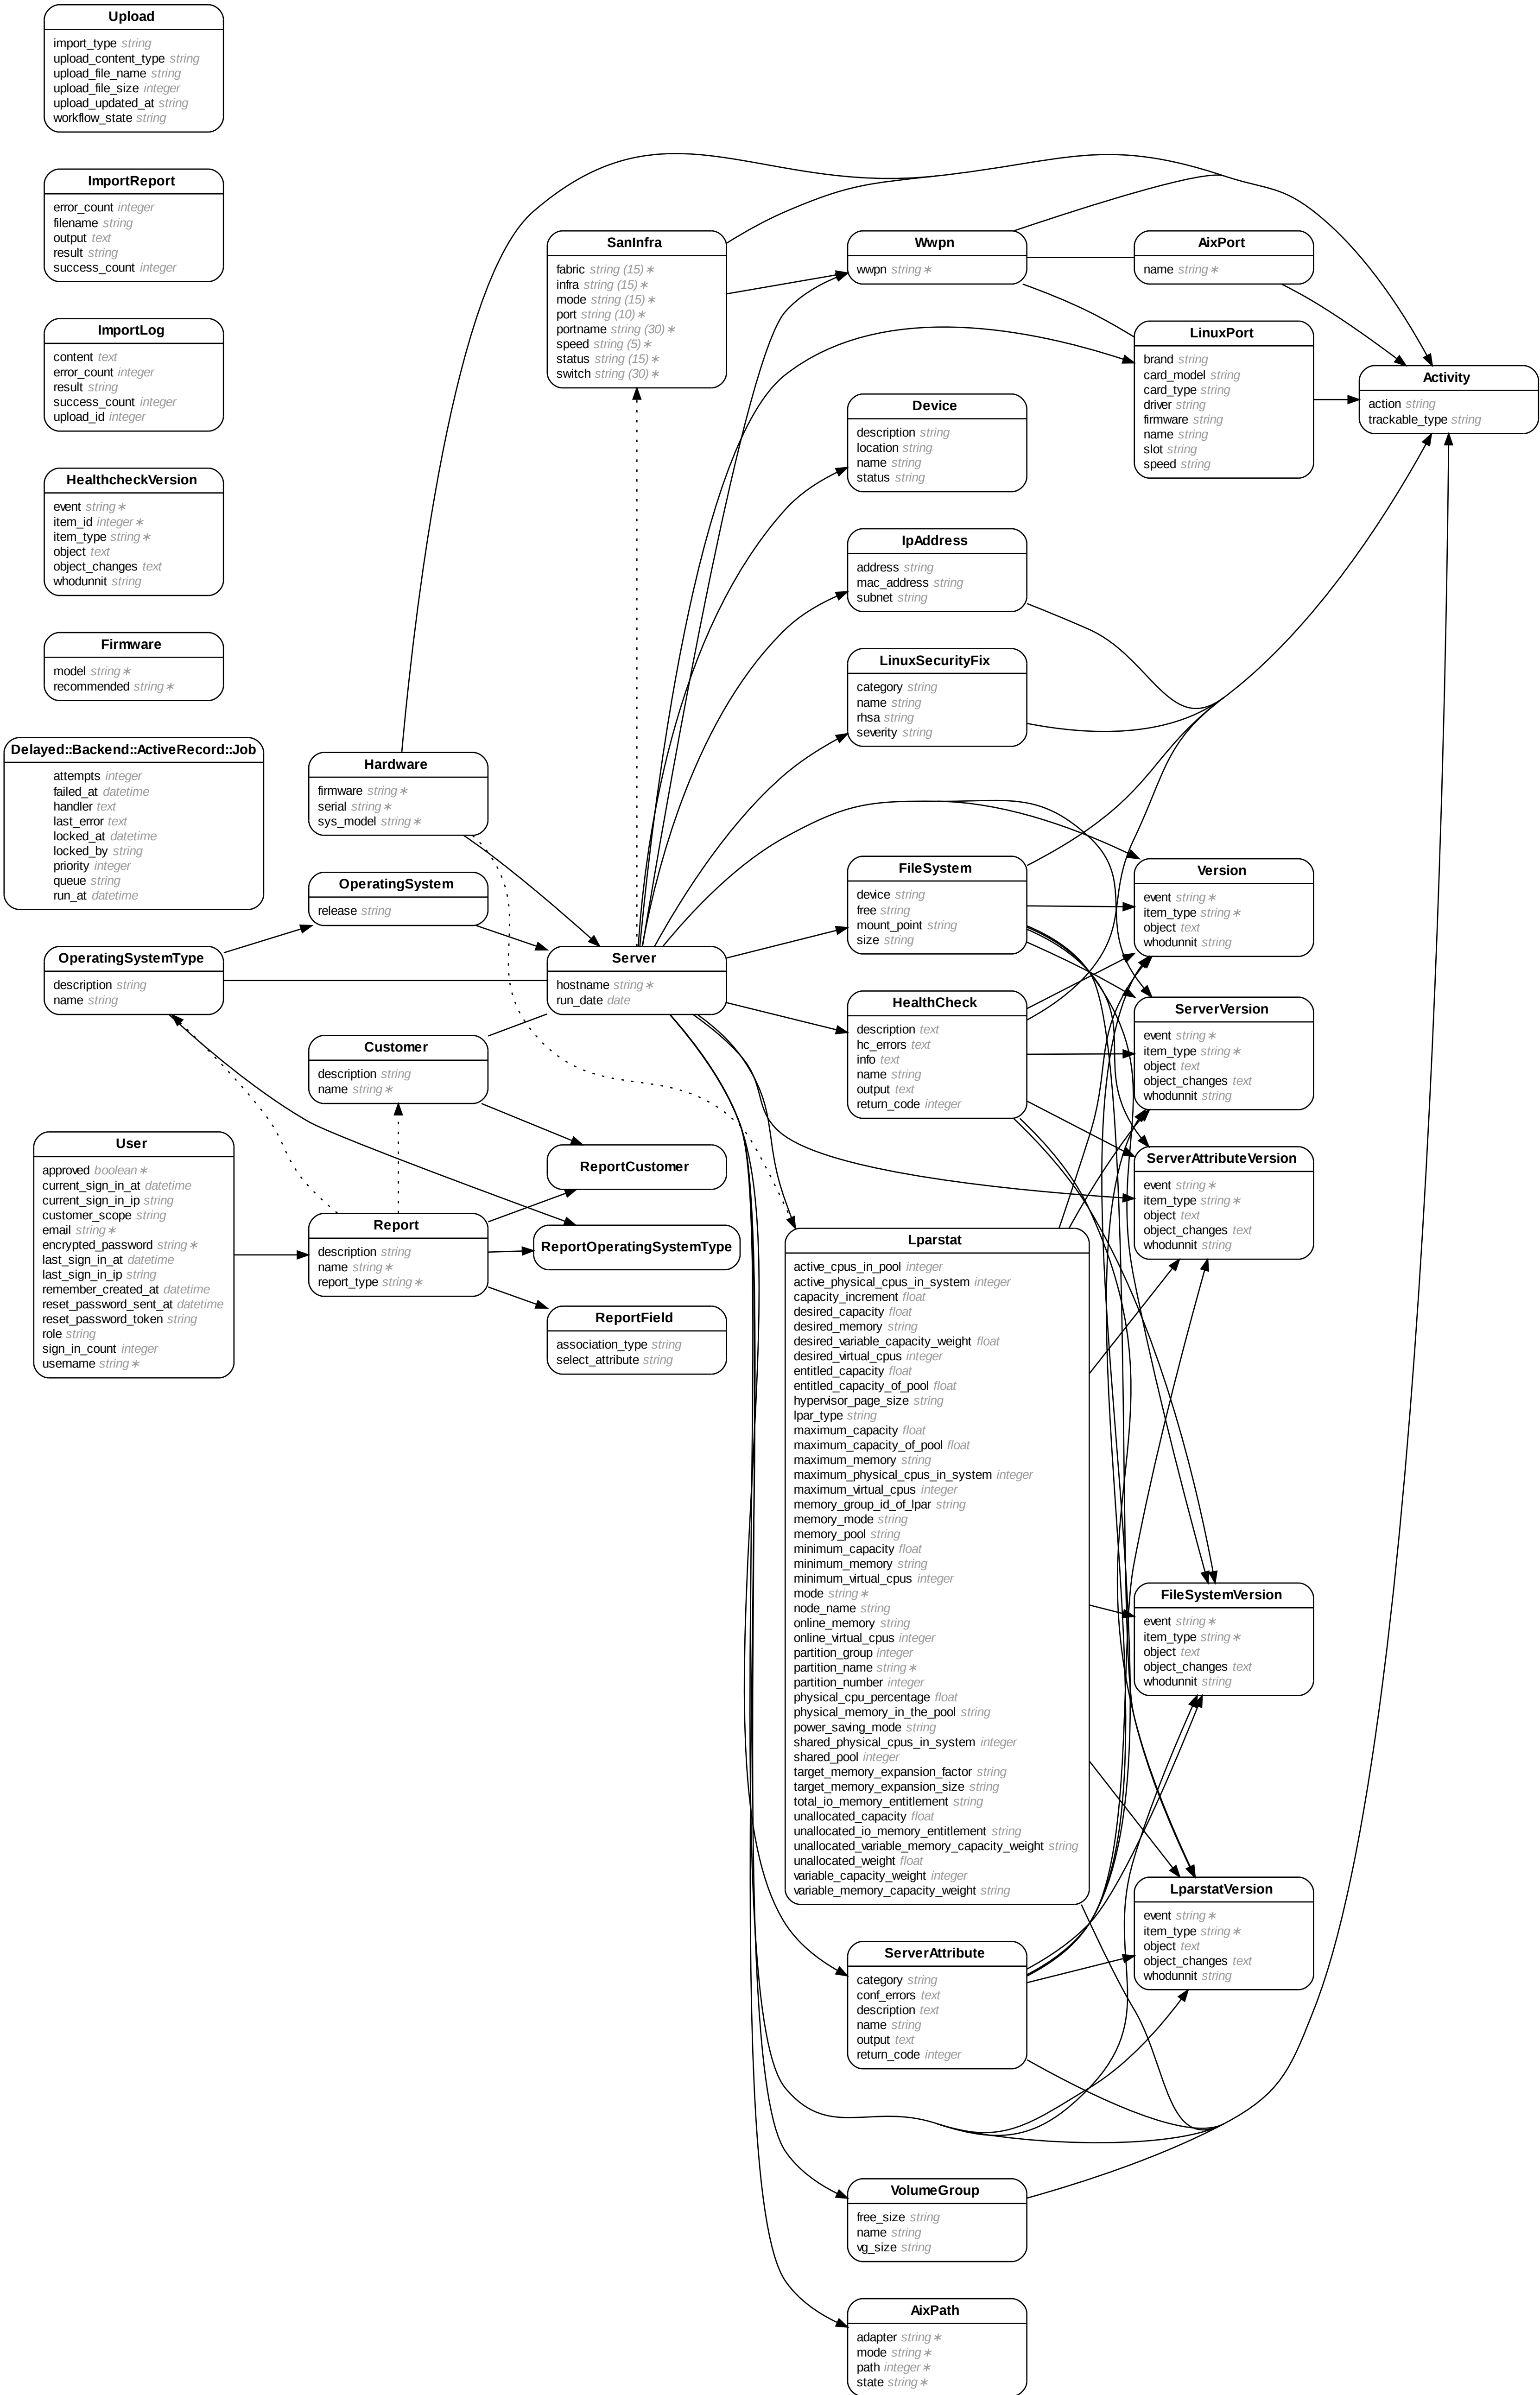 Upload
import_type string
upload_content_type string
upload_file_name string
upload_file_size integer
upload_updated_at string
workflow_state string
ImportReport
error_count integer
filename string
output text
result string
success_count integer
ImportLog
content text
error_count integer
result string
success_count integer
upload_id integer
HealthcheckVersion
event string∗
item_id integer∗
item_type string∗
object text
object_changes text
whodunnit string
Firmware
model string∗
recommended string∗
Delayed::Backend::ActiveRecord::Job
attempts integer
failed_at datetime
handler text
last_error text
locked_at datetime
locked_by string
priority integer
queue string
run_at datetime
OperatingSystemType
description string
name string
User
approved boolean∗
current_sign_in_at datetime
current_sign_in_ip string
customer_scope string
email string∗
encrypted_password string∗
last_sign_in_at datetime
last_sign_in_ip string
remember_created_at datetime
reset_password_sent_at datetime
reset_password_token string
role string
sign_in_count integer
username string∗
Hardware
firmware string∗
serial string∗
sys_model string∗
OperatingSystem
release string
Customer
description string
name string∗
Report
description string
name string∗
report_type string∗
SanInfra
fabric string (15)∗
infra string (15)∗
mode string (15)∗
port string (10)∗
portname string (30)∗
speed string (5)∗
status string (15)∗
switch string (30)∗
Server
hostname string∗
run_date date
ReportCustomer
ReportOperatingSystemType
ReportField
association_type string
select_attribute string
Wwpn
wwpn string∗
Device
description string
location string
name string
status string
IpAddress
address string
mac_address string
subnet string
LinuxSecurityFix
category string
name string
rhsa string
severity string
FileSystem
device string
free string
mount_point string
size string
HealthCheck
description text
hc_errors text
info text
name string
output text
return_code integer
Lparstat
active_cpus_in_pool integer
active_physical_cpus_in_system integer
capacity_increment float
desired_capacity float
desired_memory string
desired_variable_capacity_weight float
desired_virtual_cpus integer
entitled_capacity float
entitled_capacity_of_pool float
hypervisor_page_size string
lpar_type string
maximum_capacity float
maximum_capacity_of_pool float
maximum_memory string
maximum_physical_cpus_in_system integer
maximum_virtual_cpus integer
memory_group_id_of_lpar string
memory_mode string
memory_pool string
minimum_capacity float
minimum_memory string
minimum_virtual_cpus integer
mode string∗
node_name string
online_memory string
online_virtual_cpus integer
partition_group integer
partition_name string∗
partition_number integer
physical_cpu_percentage float
physical_memory_in_the_pool string
power_saving_mode string
shared_physical_cpus_in_system integer
shared_pool integer
target_memory_expansion_factor string
target_memory_expansion_size string
total_io_memory_entitlement string
unallocated_capacity float
unallocated_io_memory_entitlement string
unallocated_variable_memory_capacity_weight string
unallocated_weight float
variable_capacity_weight integer
variable_memory_capacity_weight string
ServerAttribute
category string
conf_errors text
description text
name string
output text
return_code integer
VolumeGroup
free_size string
name string
vg_size string
AixPath
adapter string∗
mode string∗
path integer∗
state string∗
AixPort
name string∗
LinuxPort
brand string
card_model string
card_type string
driver string
firmware string
name string
slot string
speed string
Version
event string∗
item_type string∗
object text
whodunnit string
ServerVersion
event string∗
item_type string∗
object text
object_changes text
whodunnit string
ServerAttributeVersion
event string∗
item_type string∗
object text
object_changes text
whodunnit string
FileSystemVersion
event string∗
item_type string∗
object text
object_changes text
whodunnit string
LparstatVersion
event string∗
item_type string∗
object text
object_changes text
whodunnit string
Activity
action string
trackable_type string